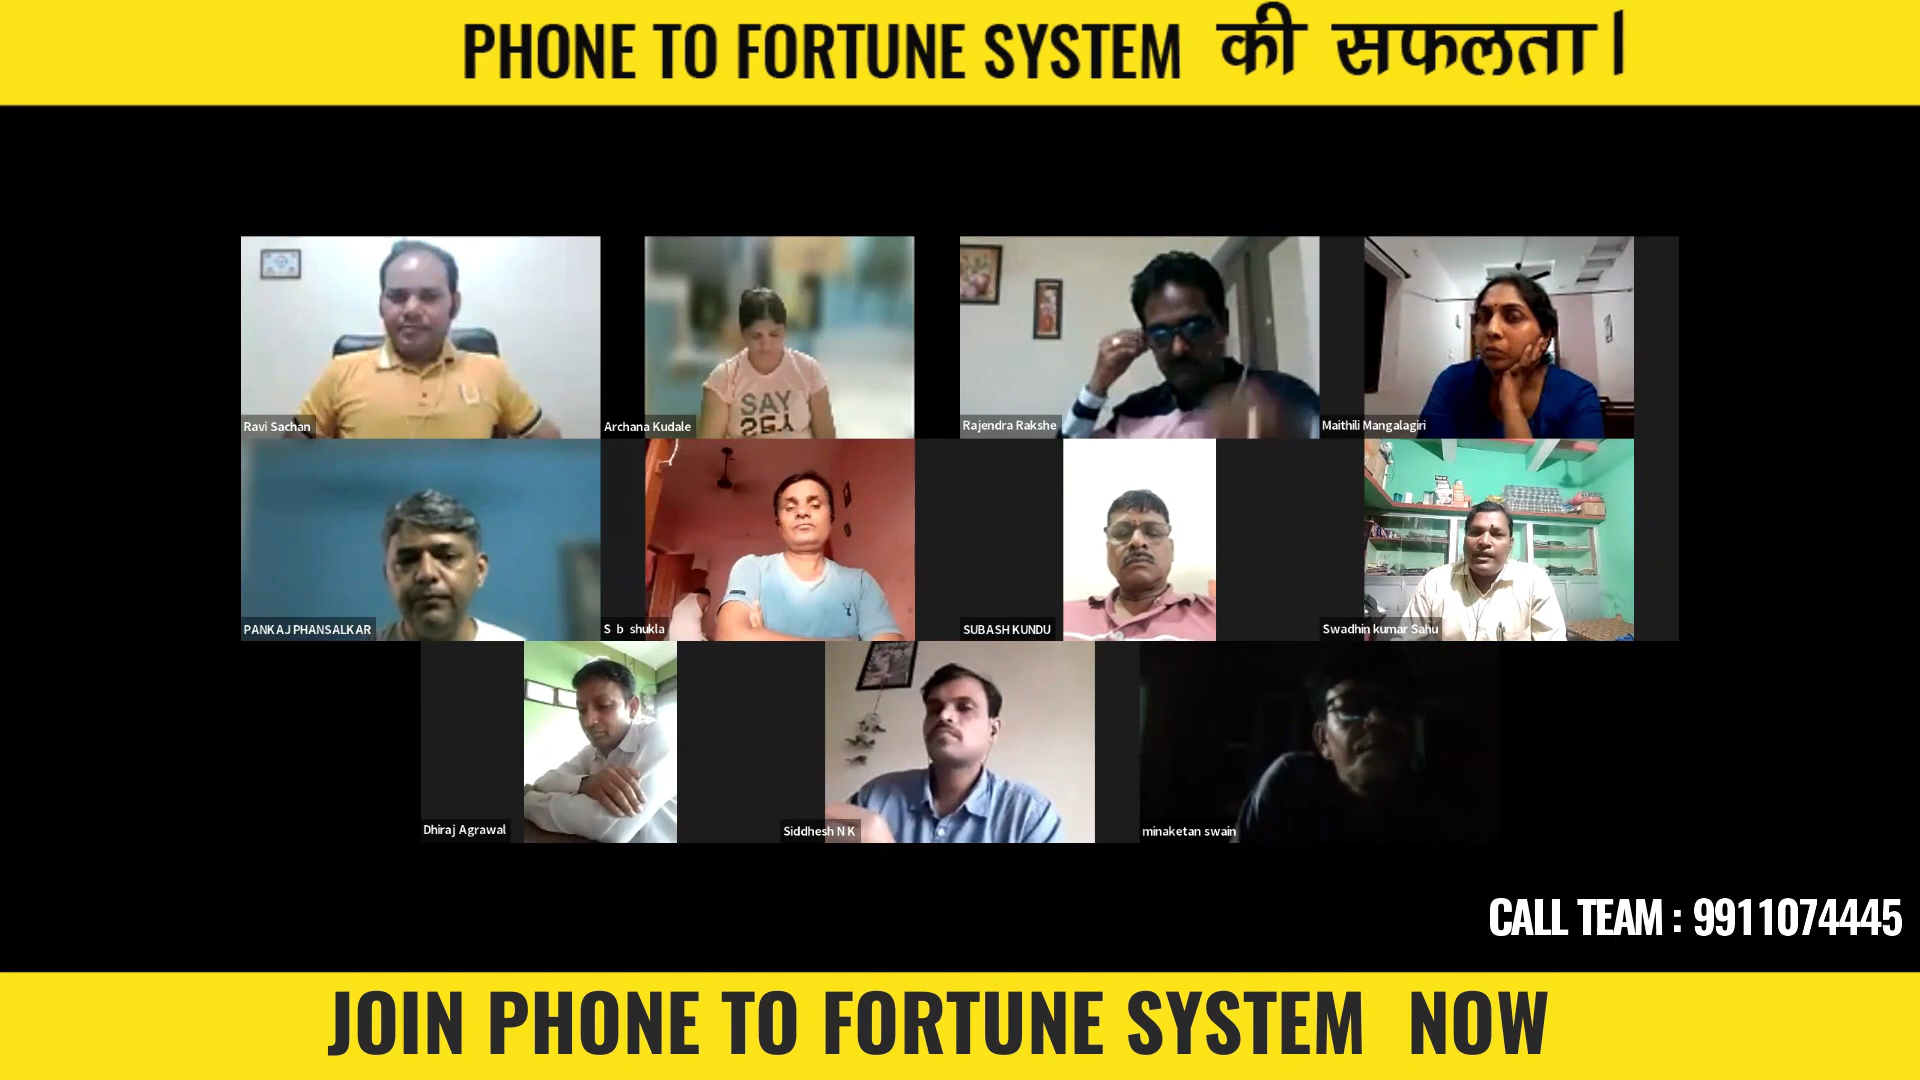 PHONE TO FORTUNE SYSTEM की सफलता।
Ravi Sachan
Archana Kudale
Rajendra Rakshe
Maithili Mangalagiri
SAY
PANKAJ PHANSALKAR
S b shukla
SUBASH KUNDU
Swadhin kumar Sahu
Dhiraj Agrawal
Siddhesh N K
minaketan swain
CALL TEAM : 9911074445
JOIN PHONE TO FORTUNE SYSTEM NOW